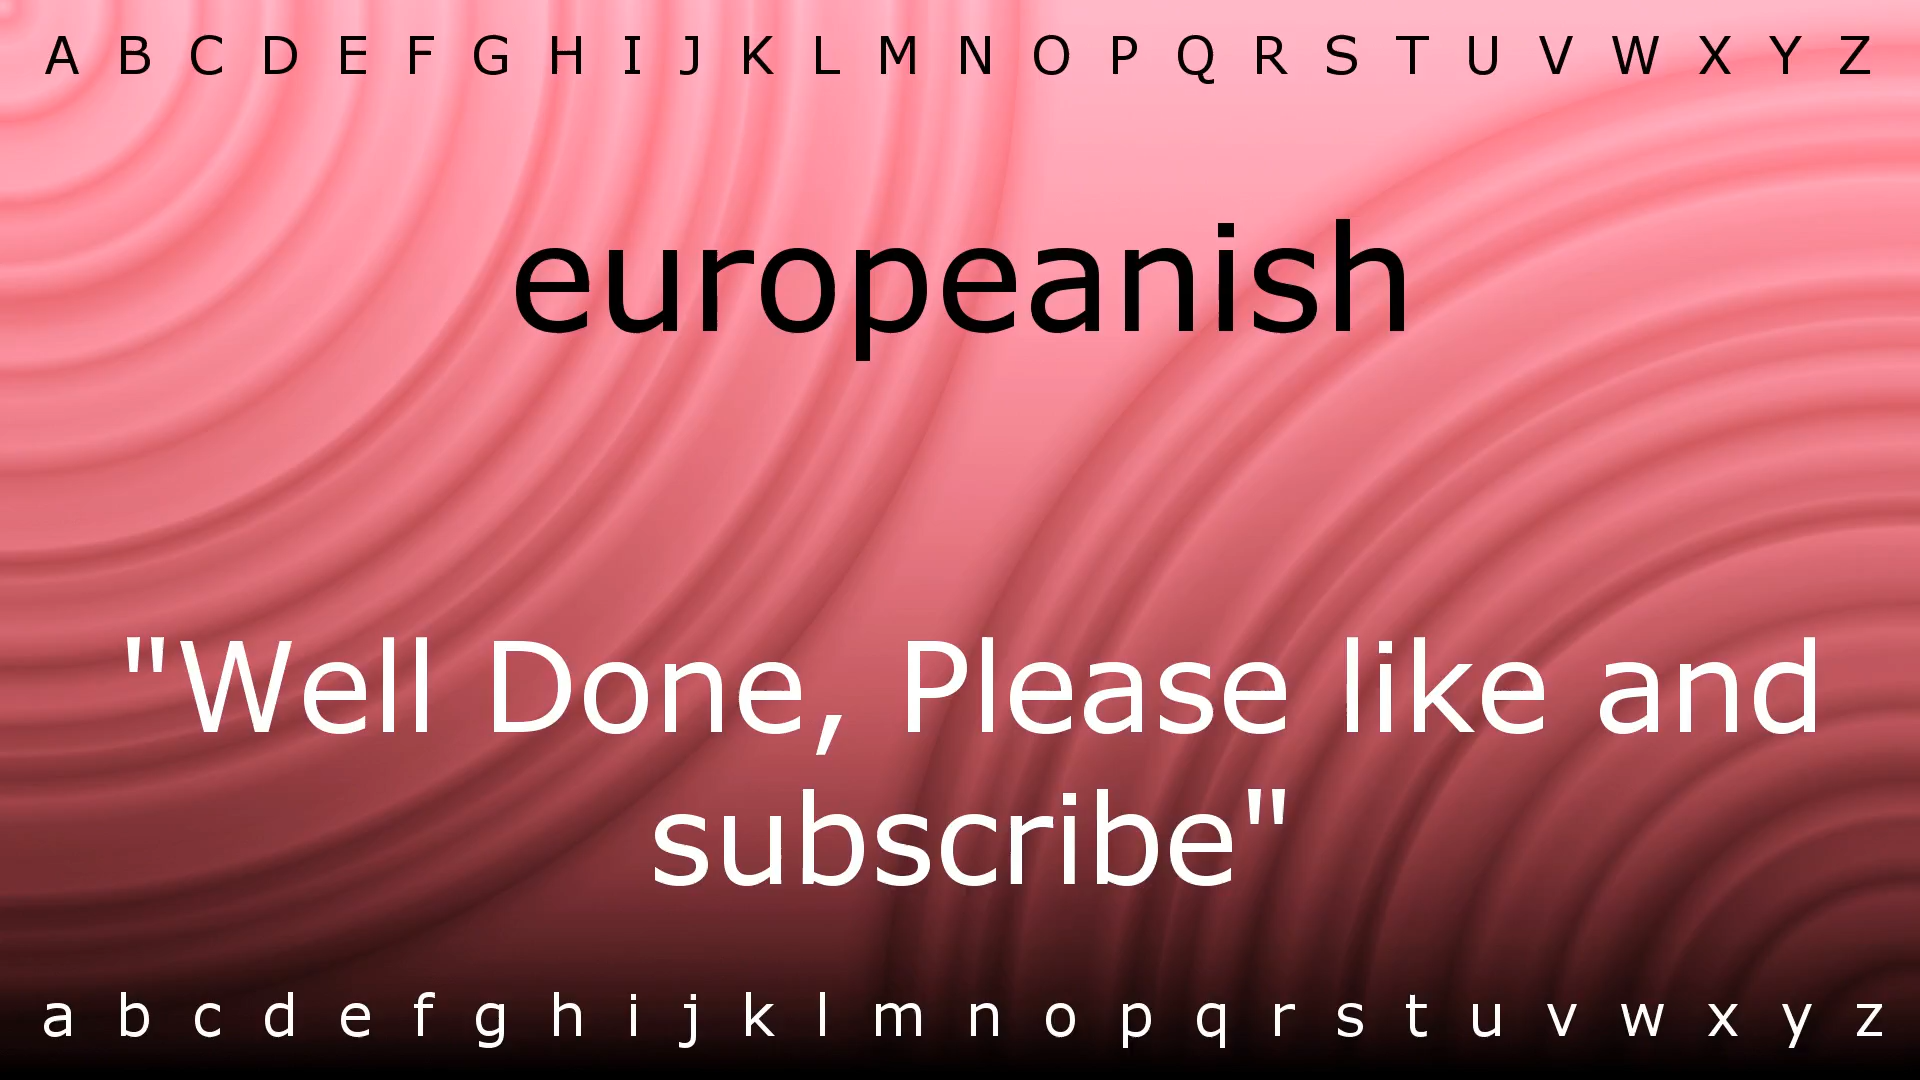 A B C D E F G H I J K L M N O P Q R S T U V W X Y Z
europeanish
"Well Done, Please like and
subscribe"
a b c d e f g h i j k l m n o p q r s t u v w x y z